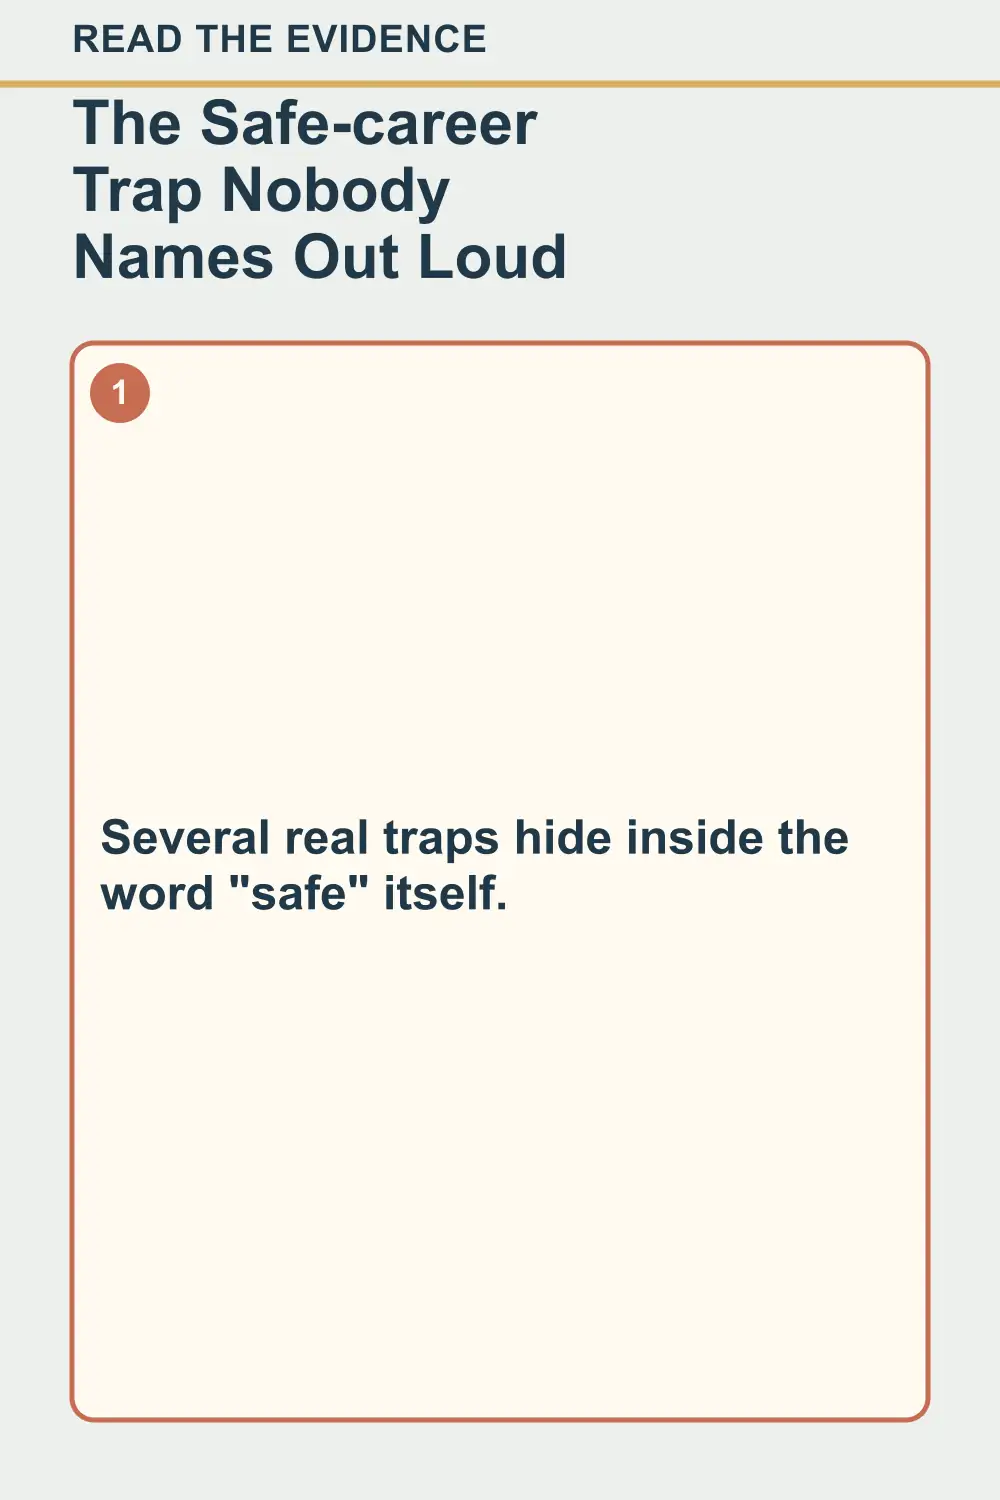 READ THE EVIDENCE
The Safe-career
Trap Nobody
Names Out Loud
1
Several real traps hide inside the
word "safe" itself.